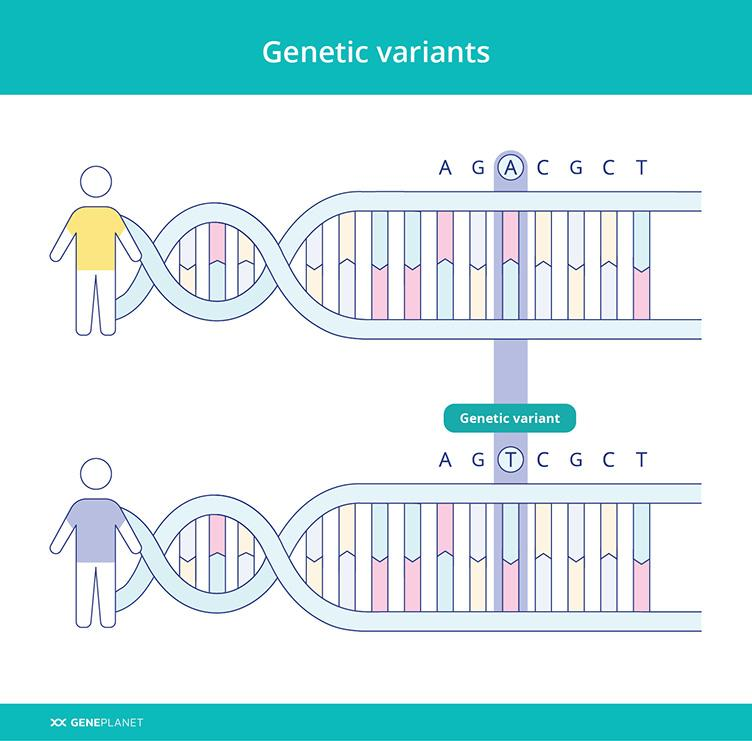 Genetic variants
A G A C G C T
Genetic variant
A G T C G C T
GENEPLANET